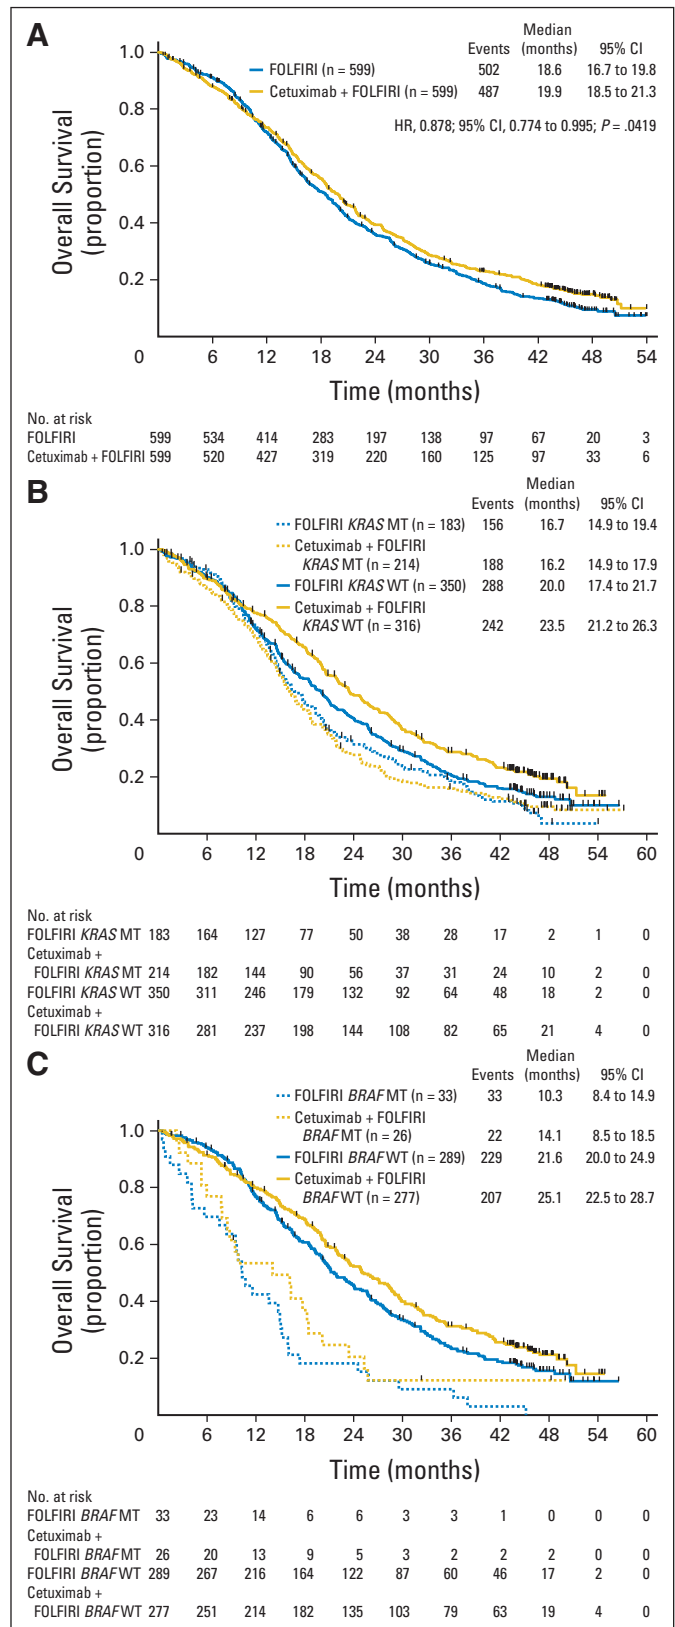 A
Events Median (months) 95% CI
FOLFIRI (n = 599) 502 18.6 16.7 to 19.8
Cetuximab + FOLFIRI (n = 599) 487 19.9 18.5 to 21.3
HR, 0.878; 95% CI, 0.774 to 0.995; P = .0419
Overall Survival (proportion)
1.0
0.8
0.6
0.4
0.2
0 6 12 18 24 30 36 42 48 54
Time (months)
No. at risk
FOLFIRI 599 534 414 283 197 138 97 67 20 3
Cetuximab + FOLFIRI 599 520 427 319 220 160 125 97 33 6
B
Events Median (months) 95% CI
FOLFIRI KRAS MT (n = 183) 156 16.7 14.9 to 19.4
Cetuximab + FOLFIRI
KRAS MT (n = 214) 188 16.2 14.9 to 17.9
FOLFIRI KRAS WT (n = 350) 288 20.0 17.4 to 21.7
Cetuximab + FOLFIRI
KRAS WT (n = 316) 242 23.5 21.2 to 26.3
Overall Survival (proportion)
1.0
0.8
0.6
0.4
0.2
0 6 12 18 24 30 36 42 48 54 60
Time (months)
No. at risk
FOLFIRI KRAS MT 183 164 127 77 50 38 28 17 2 1 0
Cetuximab +
FOLFIRI KRAS MT 214 182 144 90 56 37 31 24 10 2 0
FOLFIRI KRAS WT 350 311 246 179 132 92 64 48 18 2 0
Cetuximab +
FOLFIRI KRAS WT 316 281 237 198 144 108 82 65 21 4 0
C
Events Median (months) 95% CI
FOLFIRI BRAF MT (n = 33) 33 10.3 8.4 to 14.9
Cetuximab + FOLFIRI
BRAF MT (n = 26) 22 14.1 8.5 to 18.5
FOLFIRI BRAF WT (n = 289) 229 21.6 20.0 to 24.9
Cetuximab + FOLFIRI
BRAF WT (n = 277) 207 25.1 22.5 to 28.7
Overall Survival (proportion)
1.0
0.8
0.6
0.4
0.2
0 6 12 18 24 30 36 42 48 54 60
Time (months)
No. at risk
FOLFIRI BRAF MT 33 23 14 6 6 3 3 1 0 0 0
Cetuximab +
FOLFIRI BRAF MT 26 20 13 9 5 3 2 2 2 0 0
FOLFIRI BRAF WT 289 267 216 164 122 87 60 46 17 2 0
Cetuximab +
FOLFIRI BRAF WT 277 251 214 182 135 103 79 63 19 4 0